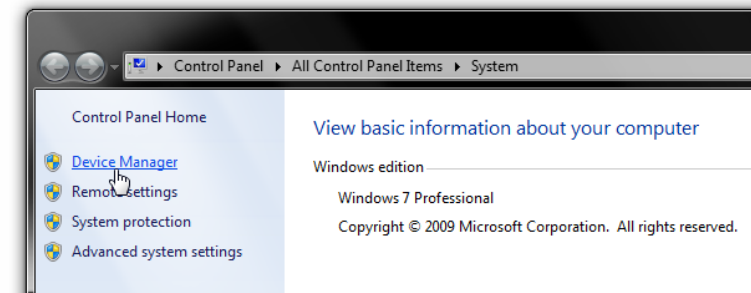 Control Panel ▸ All Control Panel Items ▸ System
Control Panel Home
Device Manager
Remote settings
System protection
Advanced system settings
View basic information about your computer
Windows edition
Windows 7 Professional
Copyright © 2009 Microsoft Corporation. All rights reserved.